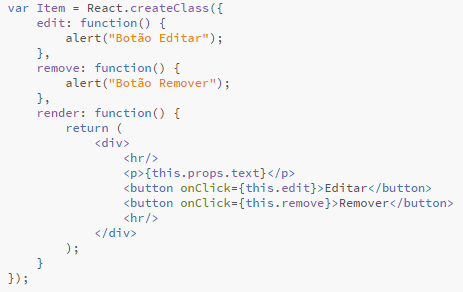 var Item = React.createClass({
    edit: function() {
        alert("Botão Editar");
    },
    remove: function() {
        alert("Botão Remover");
    },
    render: function() {
        return (
            <div>
                <hr/>
                <p>{this.props.text}</p>
                <button onClick={this.edit}>Editar</button>
                <button onClick={this.remove}>Remover</button>
                <hr/>
            </div>
        );
    }
});